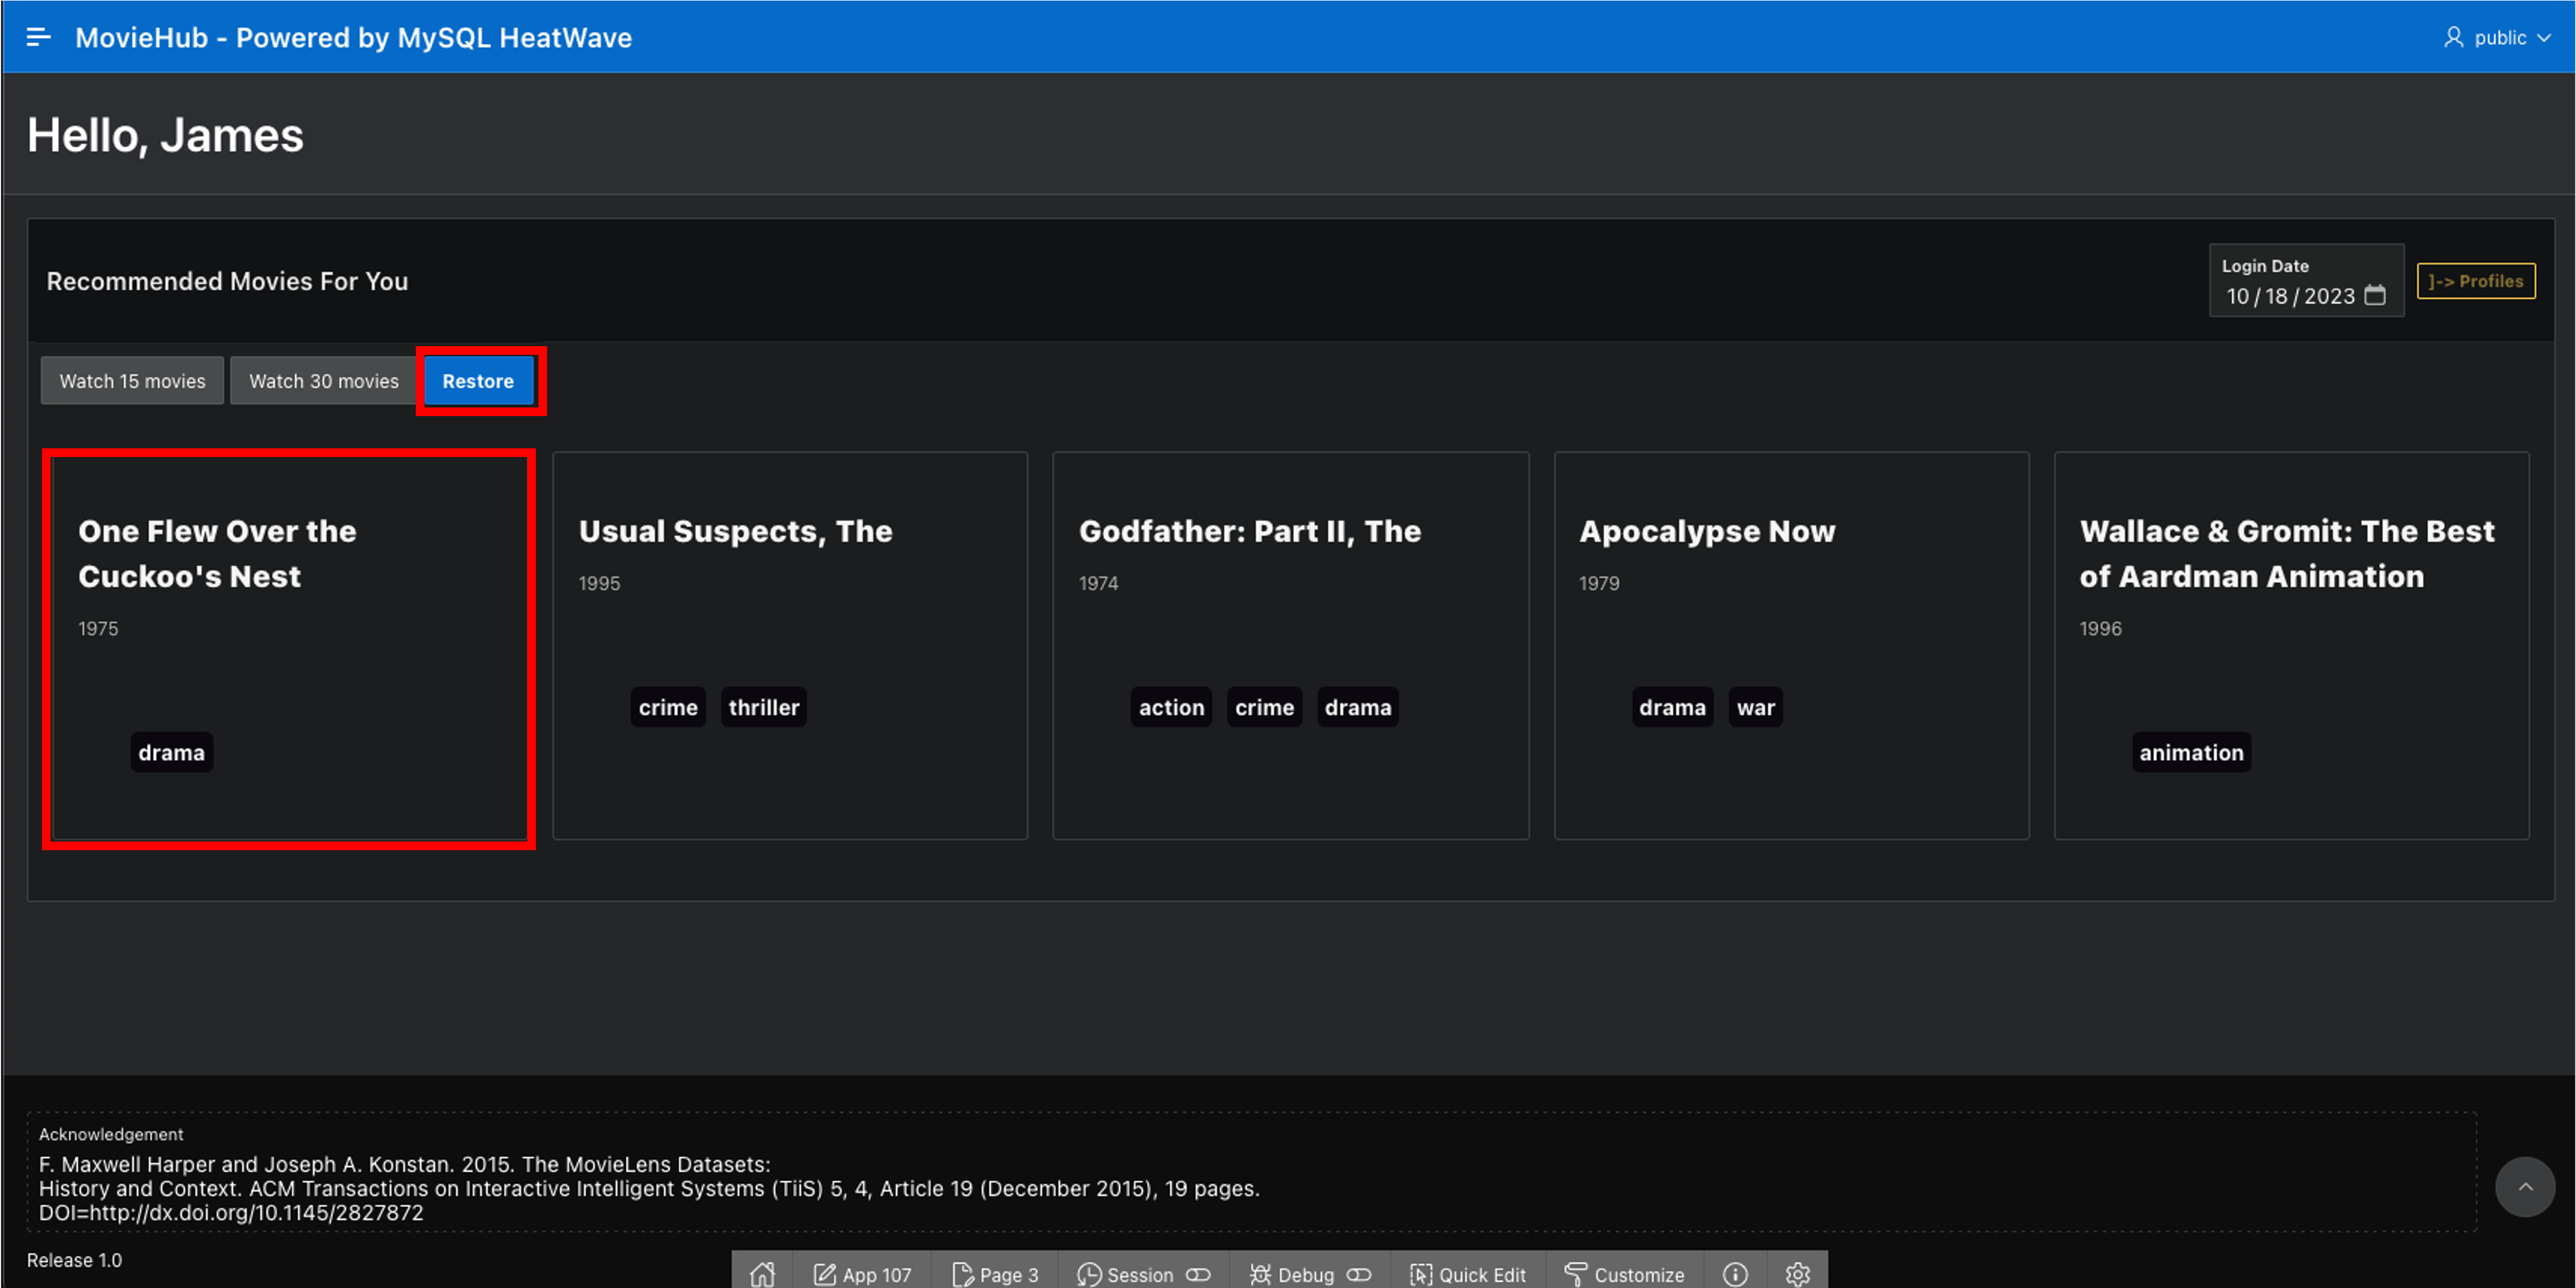 MovieHub - Powered by MySQL HeatWave
public
Hello, James
Recommended Movies For You
Login Date
10/18/2023
]-> Profiles
Watch 15 movies
Watch 30 movies
Restore
One Flew Over the
Cuckoo's Nest
1975
drama
Usual Suspects, The
1995
crime thriller
Godfather: Part II, The
1974
action crime drama
Apocalypse Now
1979
drama war
Wallace & Gromit: The Best
of Aardman Animation
1996
animation
Acknowledgement
F. Maxwell Harper and Joseph A. Konstan. 2015. The MovieLens Datasets:
History and Context. ACM Transactions on Interactive Intelligent Systems (TiiS) 5, 4, Article 19 (December 2015), 19 pages.
DOI=http://dx.doi.org/10.1145/2827872
Release 1.0
App 107
Page 3
Session
Debug
Quick Edit
Customize